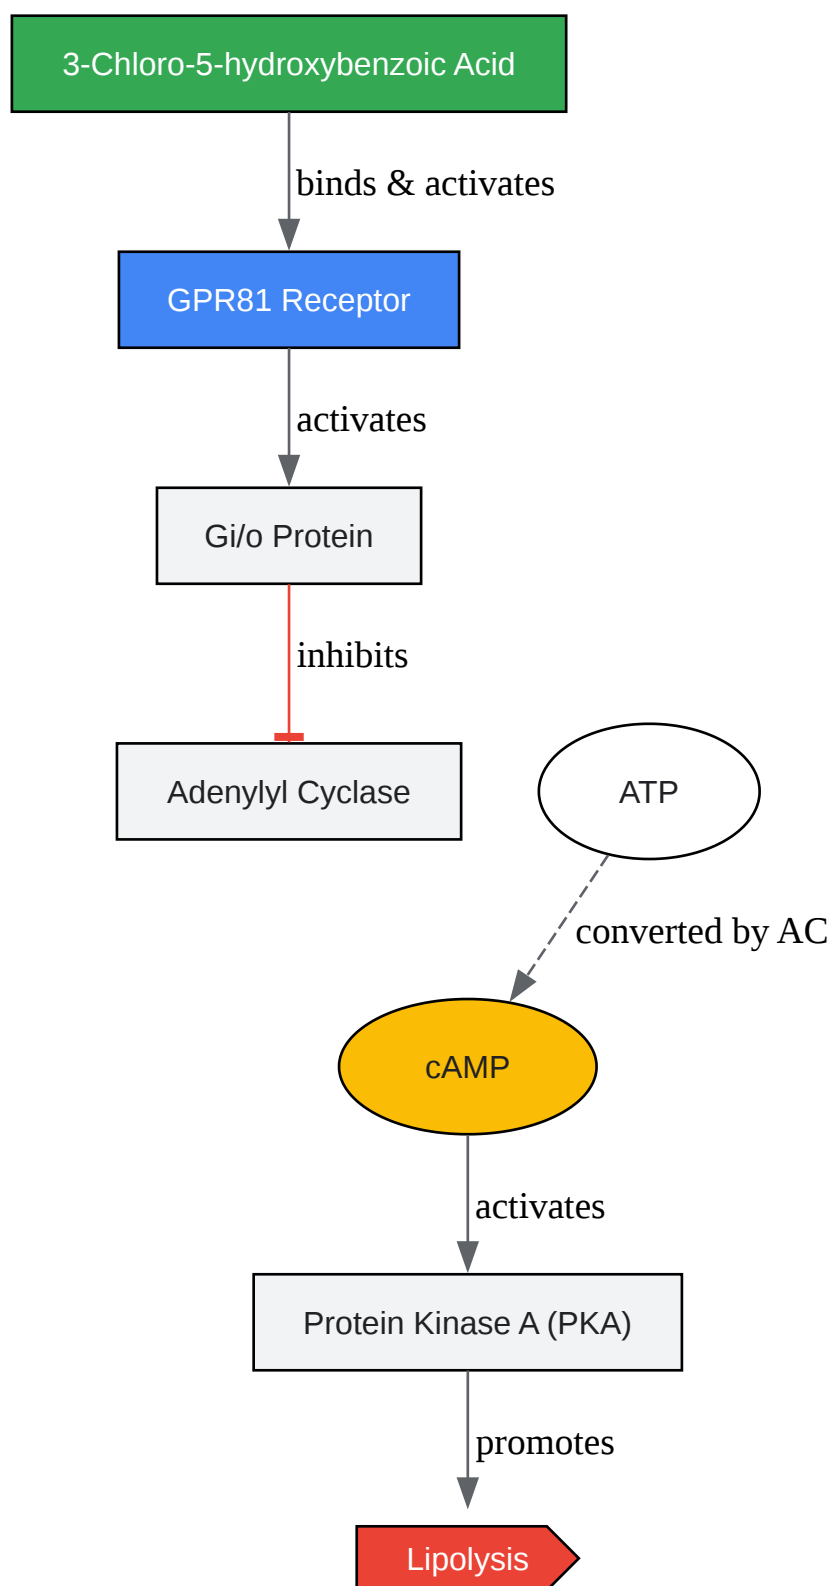 3-Chloro-5-hydroxybenzoic Acid
binds & activates
GPR81 Receptor
activates
Gi/o Protein
inhibits
Adenylyl Cyclase
ATP
converted by AC
cAMP
activates
Protein Kinase A (PKA)
promotes
Lipolysis